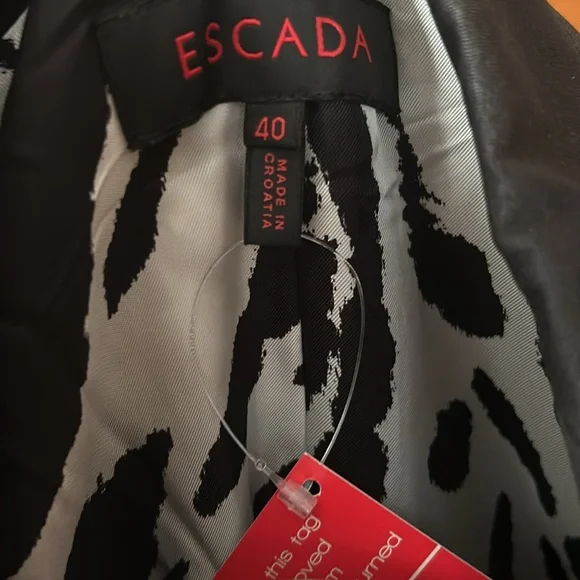 ESCADA
40
MADE IN
CROATIA
this tag
oved
m
urned